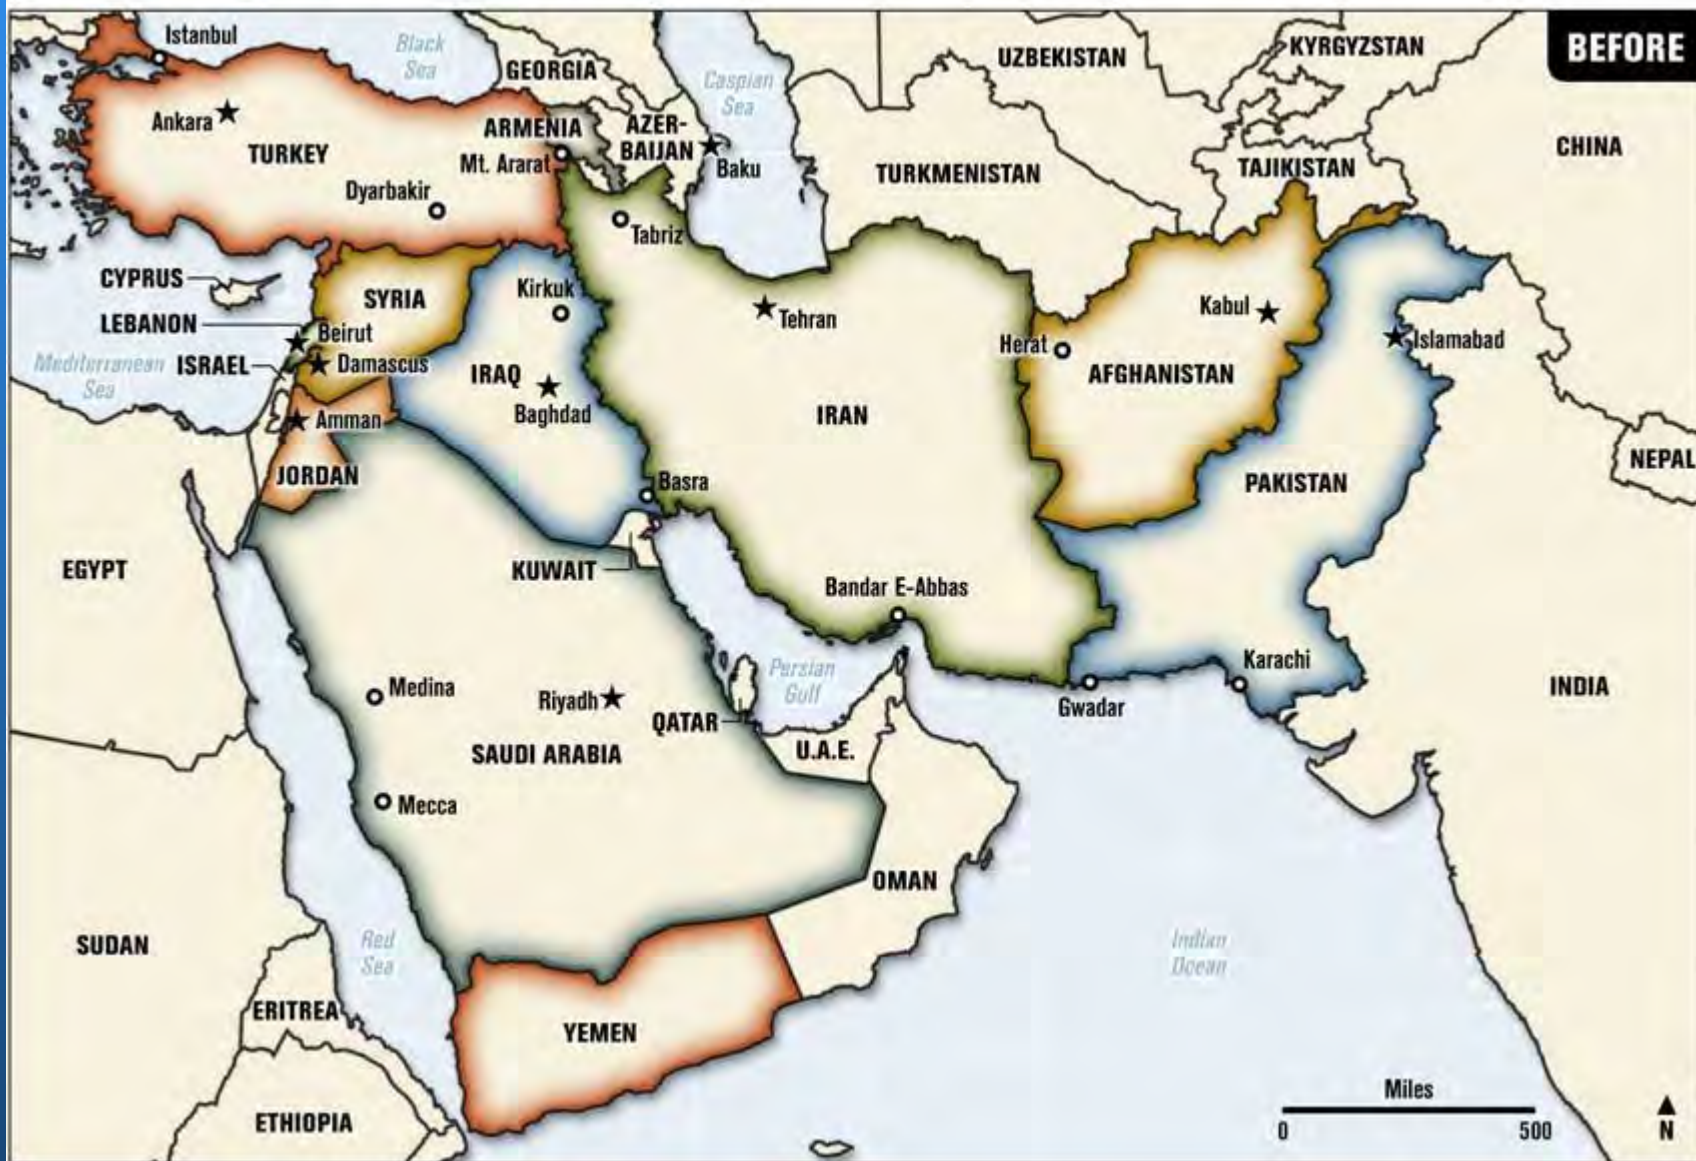 BEFORE
Istanbul
Black
Sea
GEORGIA
Caspian
Sea
UZBEKISTAN
KYRGYZSTAN
Ankara
TURKEY
ARMENIA
Mt. Ararat
AZER-
BAIJAN
Baku
TURKMENISTAN
TAJIKISTAN
CHINA
Dyarbakir
Tabriz
CYPRUS
SYRIA
Kirkuk
Tehran
Kabul
Islamabad
LEBANON
Beirut
Mediterranean
Sea
ISRAEL
Damascus
IRAQ
Baghdad
Herat
AFGHANISTAN
IRAN
Amman
JORDAN
Basra
PAKISTAN
NEPAL
EGYPT
KUWAIT
Bandar E-Abbas
Medina
Riyadh
Persian
Gulf
QATAR
Karachi
Gwadar
INDIA
SAUDI ARABIA
U.A.E.
Mecca
OMAN
SUDAN
Red
Sea
Indian
Ocean
ERITREA
YEMEN
ETHIOPIA
Miles
0 500
N